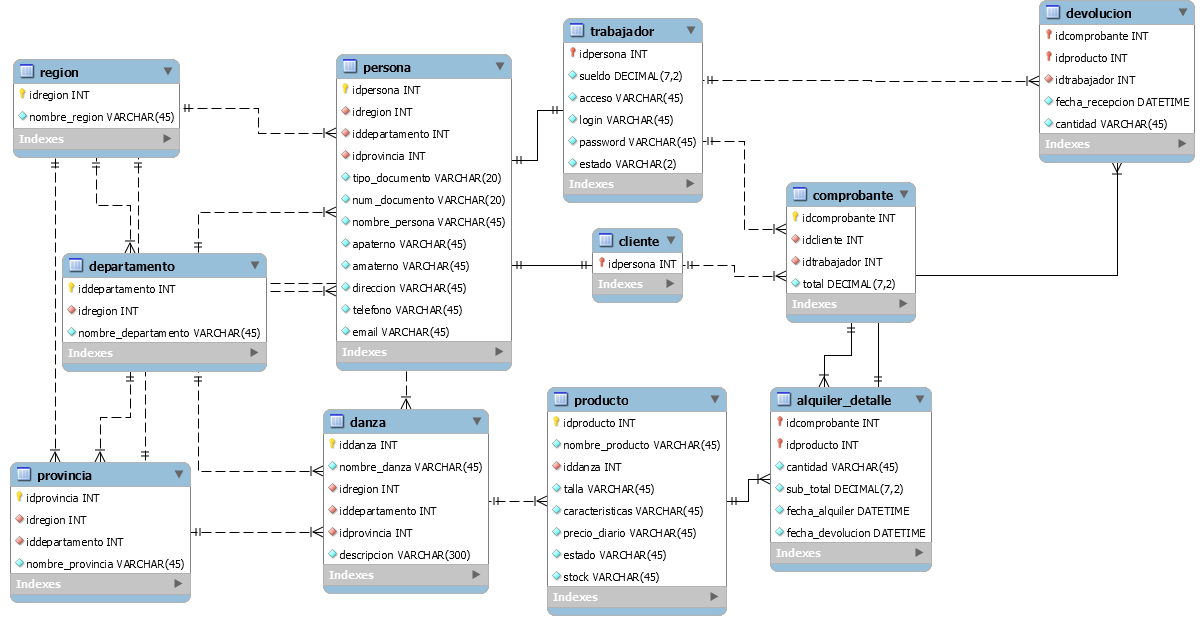 region
idregion INT
nombre_region VARCHAR(45)
Indexes
persona
idpersona INT
idregion INT
iddepartamento INT
idprovincia INT
tipo_documento VARCHAR(20)
num_documento VARCHAR(20)
nombre_persona VARCHAR(45)
apaterno VARCHAR(45)
amaterno VARCHAR(45)
direccion VARCHAR(45)
telefono VARCHAR(45)
email VARCHAR(45)
Indexes
trabajador
idpersona INT
sueldo DECIMAL(7,2)
acceso VARCHAR(45)
login VARCHAR(45)
password VARCHAR(45)
estado VARCHAR(2)
Indexes
devolucion
idcomprobante INT
idproducto INT
idtrabajador INT
fecha_recepcion DATETIME
cantidad VARCHAR(45)
Indexes
departamento
iddepartamento INT
idregion INT
nombre_departamento VARCHAR(45)
Indexes
cliente
idpersona INT
Indexes
comprobante
idcomprobante INT
idcliente INT
idtrabajador INT
total DECIMAL(7,2)
Indexes
provincia
idprovincia INT
idregion INT
iddepartamento INT
nombre_provincia VARCHAR(45)
Indexes
danza
iddanza INT
nombre_danza VARCHAR(45)
idregion INT
iddepartamento INT
idprovincia INT
descripcion VARCHAR(300)
Indexes
producto
idproducto INT
nombre_producto VARCHAR(45)
iddanza INT
talla VARCHAR(45)
caracteristicas VARCHAR(45)
precio_diario VARCHAR(45)
estado VARCHAR(45)
stock VARCHAR(45)
Indexes
alquiler_detalle
idcomprobante INT
idproducto INT
cantidad VARCHAR(45)
sub_total DECIMAL(7,2)
fecha_alquiler DATETIME
fecha_devolucion DATETIME
Indexes